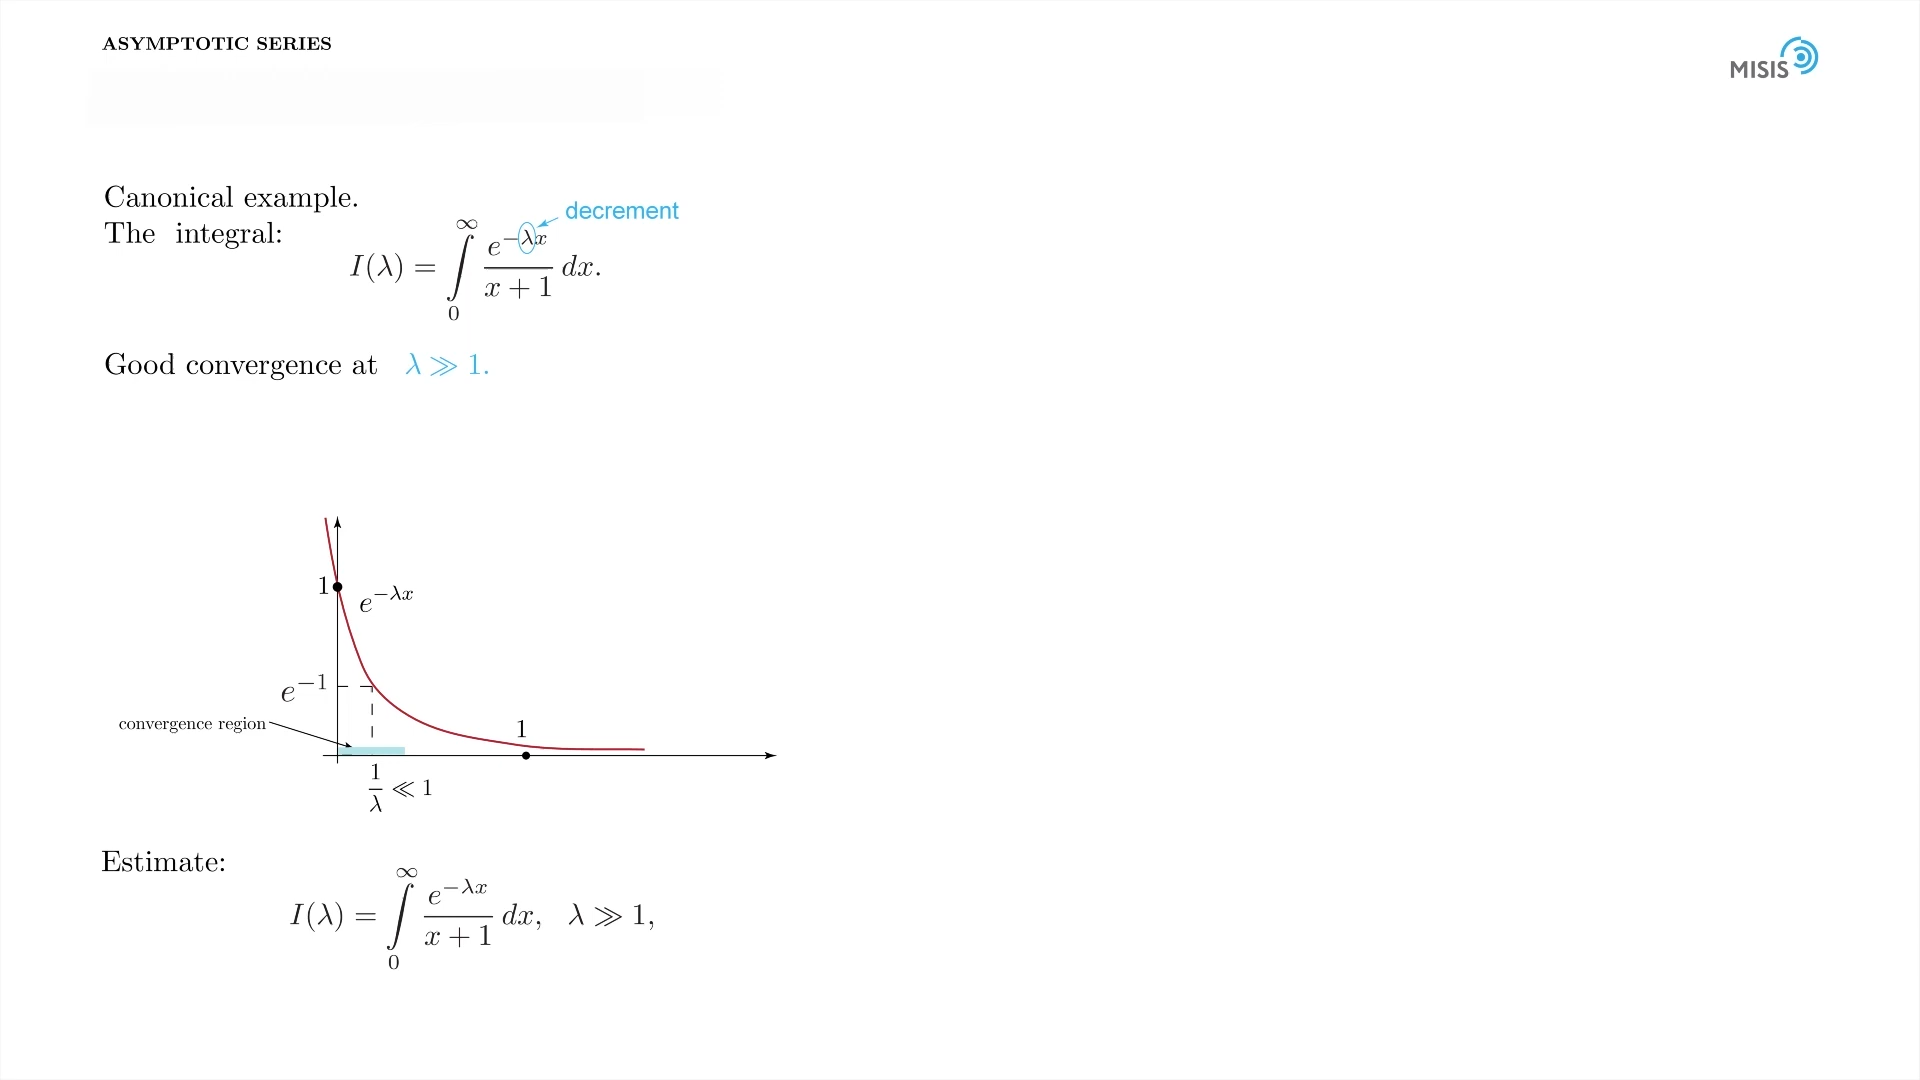 ASYMPTOTIC SERIES
MISIS
Canonical example.
The integral:
decrement
I(λ) = ∫₀^∞ e^{−λx} / (x + 1) dx.
Good convergence at λ ≫ 1.
1
e^{−λx}
e^{−1}
convergence region
1
1/λ ≪ 1
Estimate:
I(λ) = ∫₀^∞ e^{−λx} / (x + 1) dx, λ ≫ 1,